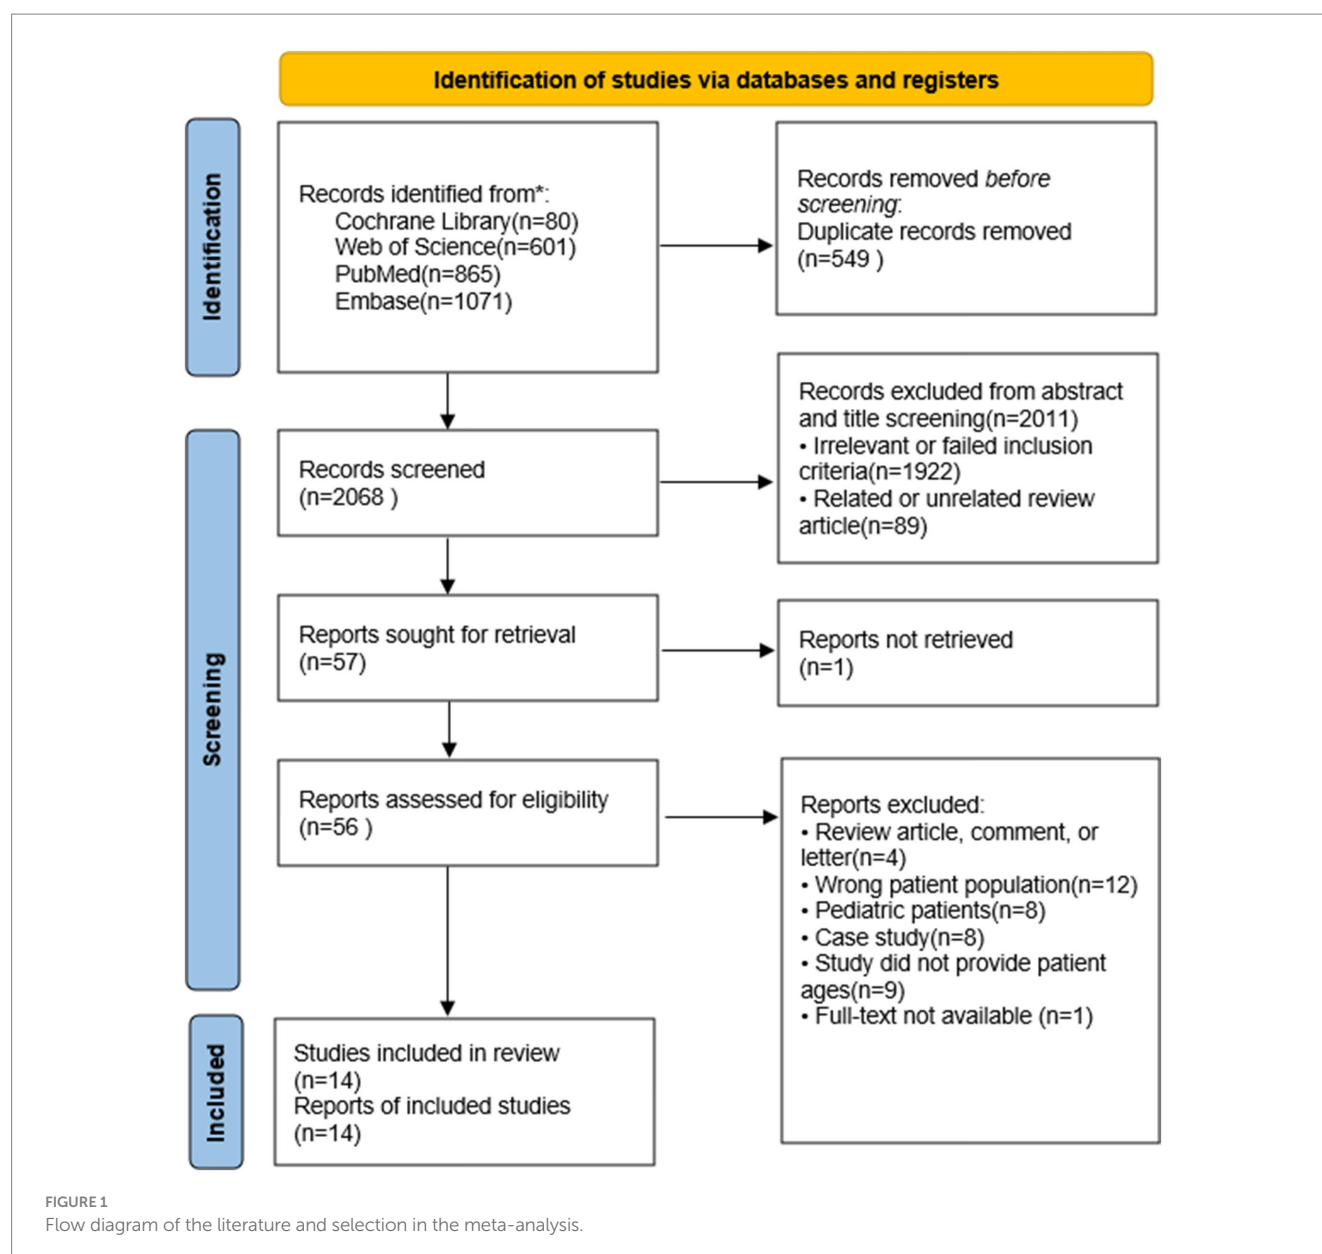 Identification of studies via databases and registers
Identification
Records identified from*:
Cochrane Library(n=80)
Web of Science(n=601)
PubMed(n=865)
Embase(n=1071)
Records removed before
screening:
Duplicate records removed
(n=549 )
Screening
Records screened
(n=2068 )
Records excluded from abstract
and title screening(n=2011)
• Irrelevant or failed inclusion
criteria(n=1922)
• Related or unrelated review
article(n=89)
Reports sought for retrieval
(n=57)
Reports not retrieved
(n=1)
Reports assessed for eligibility
(n=56 )
Reports excluded:
• Review article, comment, or
letter(n=4)
• Wrong patient population(n=12)
• Pediatric patients(n=8)
• Case study(n=8)
• Study did not provide patient
ages(n=9)
• Full-text not available (n=1)
Included
Studies included in review
(n=14)
Reports of included studies
(n=14)
FIGURE 1
Flow diagram of the literature and selection in the meta-analysis.